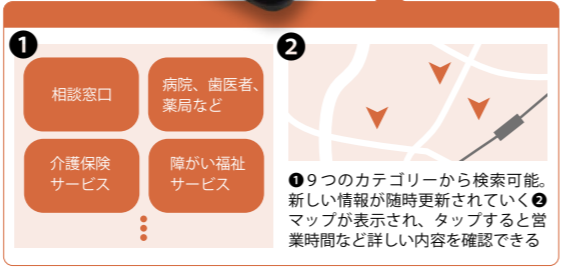 ❶
相談窓口
病院、歯医者、
薬局など
介護保険
サービス
障がい福祉
サービス
❷
❶９つのカテゴリーから検索可能。
新しい情報が随時更新されていく❷
マップが表示され、タップすると営
業時間など詳しい内容を確認できる